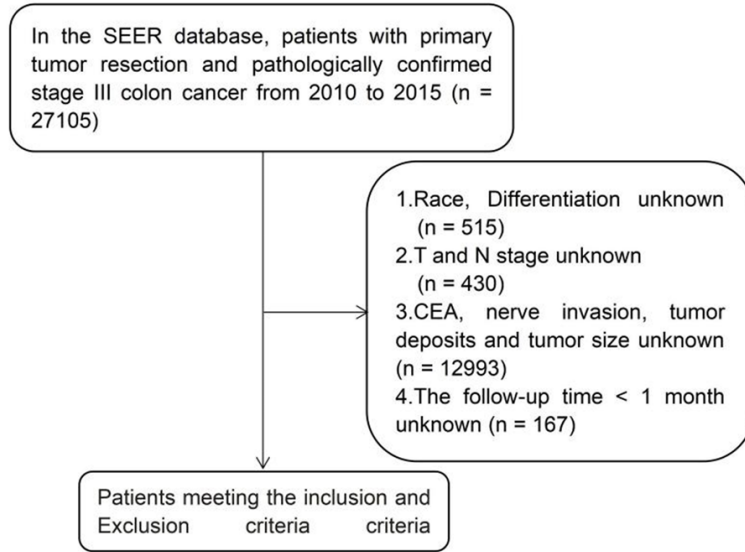 In the SEER database, patients with primary
tumor resection and pathologically confirmed
stage III colon cancer from 2010 to 2015 (n =
27105)
1.Race, Differentiation unknown
(n = 515)
2.T and N stage unknown
(n = 430)
3.CEA, nerve invasion, tumor
deposits and tumor size unknown
(n = 12993)
4.The follow-up time < 1 month
unknown (n = 167)
Patients meeting the inclusion and
Exclusion criteria criteria